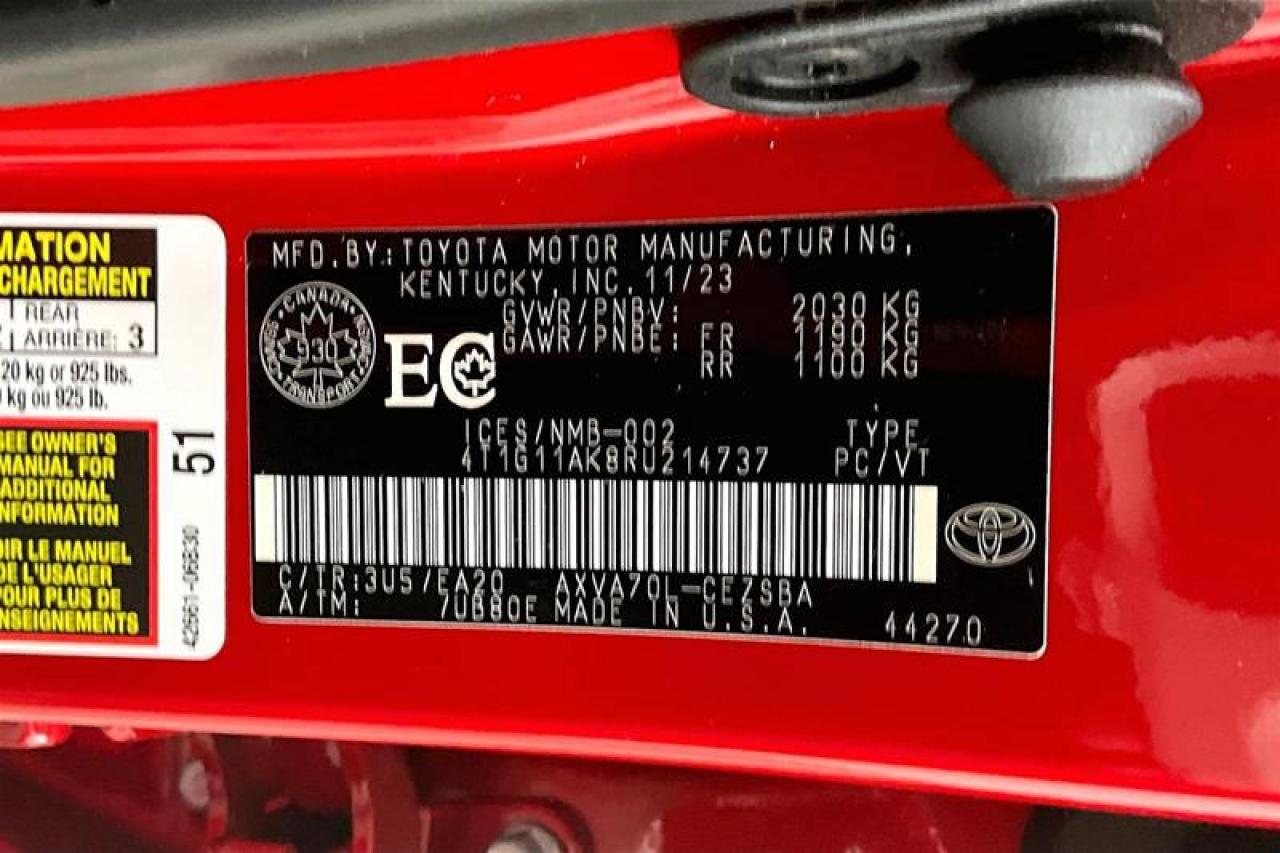 MATION
CHARGEMENT
REAR
ARRIÈRE: 3
20 kg or 925 lbs.
kg ou 925 lb.
SEE OWNER'S
MANUAL FOR
ADDITIONAL
INFORMATION
OIR LE MANUEL
DE L'USAGER
POUR PLUS DE
ENSEIGNEMENTS
51
42661-06B30
MFD. BY: TOYOTA MOTOR MANUFACTURING,
KENTUCKY, INC. 11/23
GVWR/PNBV: 2030 KG
GAWR/PNBE: FR 1190 KG
RR 1100 KG
CANADA
930
TRANSPORT
EC
ICES/NMB-002 TYPE
4T1G11AK8RU214737 PC/VT
C/TR: 3U5/EA20 AXVA70L-CEZSBA
A/TM: 7UB80E MADE IN U.S.A. 44270